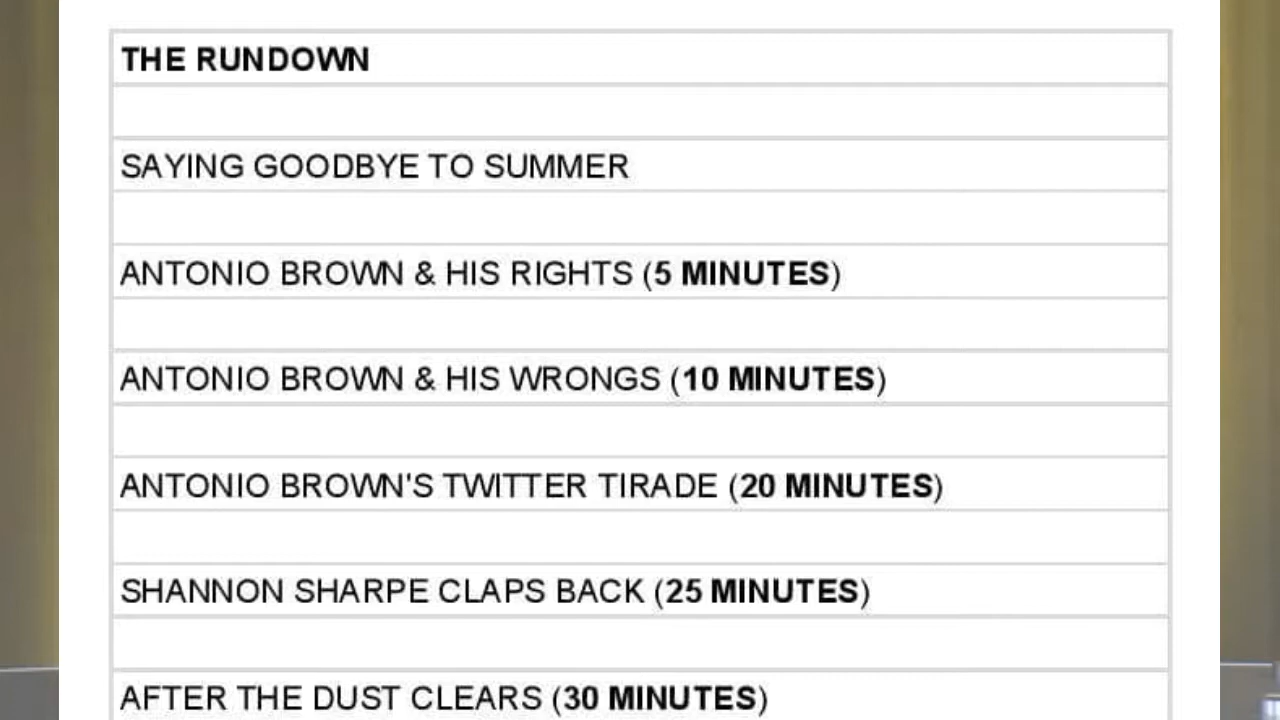 THE RUNDOWN
SAYING GOODBYE TO SUMMER
ANTONIO BROWN & HIS RIGHTS (5 MINUTES)
ANTONIO BROWN & HIS WRONGS (10 MINUTES)
ANTONIO BROWN'S TWITTER TIRADE (20 MINUTES)
SHANNON SHARPE CLAPS BACK (25 MINUTES)
AFTER THE DUST CLEARS (30 MINUTES)